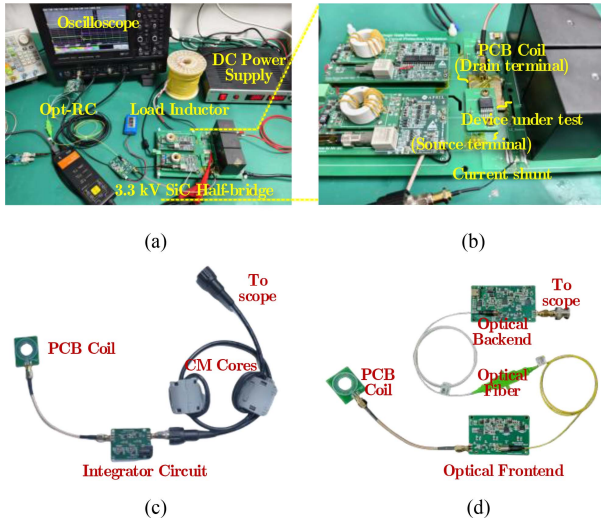 Oscilloscope
DC Power
Supply
Opt-RC
Load Inductor
3.3 kV SiC Half-bridge
PCB Coil
(Drain terminal)
Device under test
(Source terminal)
Current shunt
(a)
(b)
To
scope
PCB Coil
CM Cores
Integrator Circuit
To
scope
Optical
Backend
PCB
Coil
Optical
Fiber
Optical Frontend
(c)
(d)